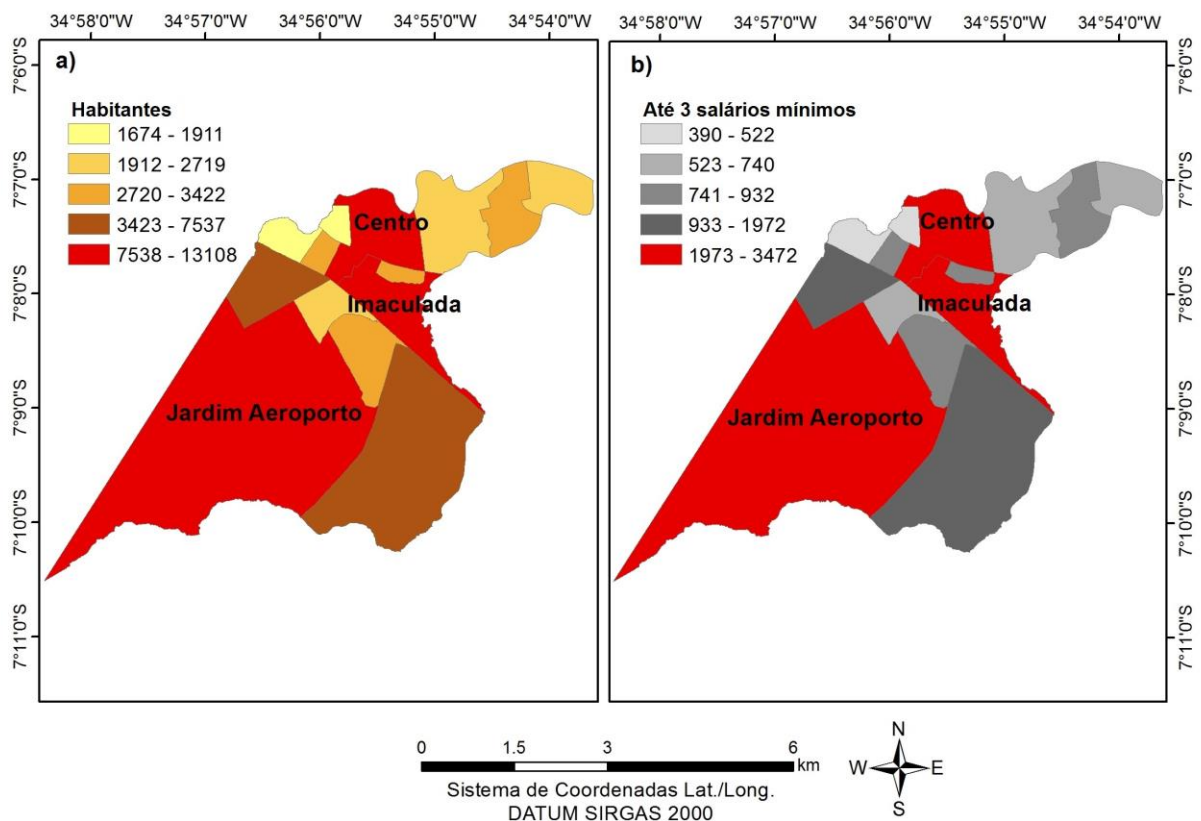 34°58'0"W 34°57'0"W 34°56'0"W 34°55'0"W 34°54'0"W
34°58'0"W 34°57'0"W 34°56'0"W 34°55'0"W 34°54'0"W
7°6'0"S
7°7'0"S
7°8'0"S
7°9'0"S
7°10'0"S
7°11'0"S
a)
Habitantes
1674 - 1911
1912 - 2719
2720 - 3422
3423 - 7537
7538 - 13108
Centro
Imaculada
Jardim Aeroporto
b)
Até 3 salários mínimos
390 - 522
523 - 740
741 - 932
933 - 1972
1973 - 3472
Centro
Imaculada
Jardim Aeroporto
7°6'0"S
7°7'0"S
7°8'0"S
7°9'0"S
7°10'0"S
7°11'0"S
0 1.5 3 6
km
Sistema de Coordenadas Lat./Long.
DATUM SIRGAS 2000
N
W E
S